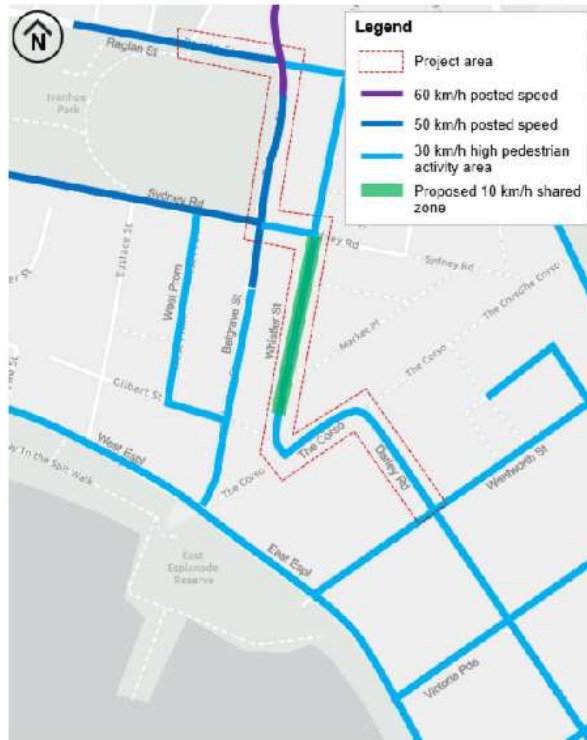 N
Legend
Project area
60 km/h posted speed
50 km/h posted speed
30 km/h high pedestrian
activity area
Proposed 10 km/h shared
zone
Raglan St
Ivanhoe
Park
Sydney Rd
Eustace St
West Prom
Belgrave St
Whistler St
Sydney Rd
The Corso
The Corso
Market Pl
The Corso
Gilbert St
West Espl
The Corso
The Corso
Darley Rd
Wentworth St
East Espl
East
Esplanade
Reserve
Victoria Pde